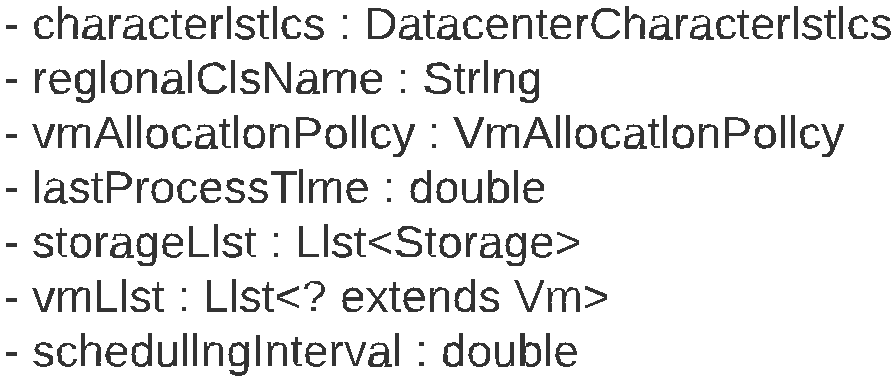 - characterlstlcs : DatacenterCharacterlstlcs
- reglonalClsName : Strlng
- vmAllocatlonPollcy : VmAllocatlonPollcy
- lastProcessTlme : double
- storageLlst : Llst<Storage>
- vmLlst : Llst<? extends Vm>
- schedullngInterval : double